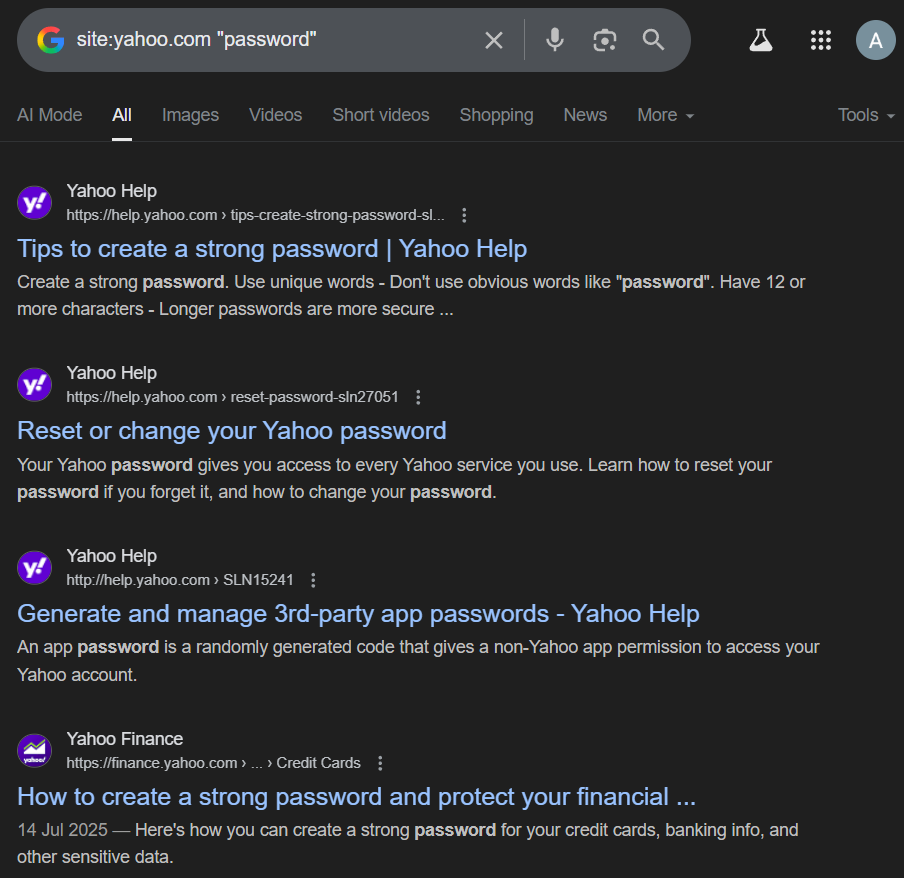 site:yahoo.com "password"
A
AI Mode All Images Videos Short videos Shopping News More Tools
Yahoo Help
https://help.yahoo.com › tips-create-strong-password-sl...
Tips to create a strong password | Yahoo Help
Create a strong password. Use unique words - Don't use obvious words like "password". Have 12 or
more characters - Longer passwords are more secure ...
Yahoo Help
https://help.yahoo.com › reset-password-sln27051
Reset or change your Yahoo password
Your Yahoo password gives you access to every Yahoo service you use. Learn how to reset your
password if you forget it, and how to change your password.
Yahoo Help
http://help.yahoo.com › SLN15241
Generate and manage 3rd-party app passwords - Yahoo Help
An app password is a randomly generated code that gives a non-Yahoo app permission to access your
Yahoo account.
Yahoo Finance
https://finance.yahoo.com › ... › Credit Cards
How to create a strong password and protect your financial ...
14 Jul 2025 — Here's how you can create a strong password for your credit cards, banking info, and
other sensitive data.